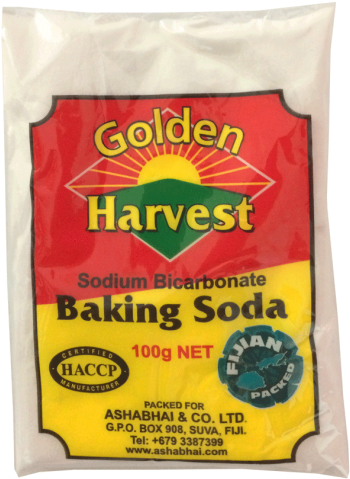 Golden
Harvest
Sodium Bicarbonate
Baking Soda
100g NET
CERTIFIED
HACCP
MANUFACTURER
FIJIAN
PACKED
PACKED FOR
ASHABHAI & CO. LTD.
G.P.O. BOX 908, SUVA, FIJI.
Tel: +679 3387399
www.ashabhai.com